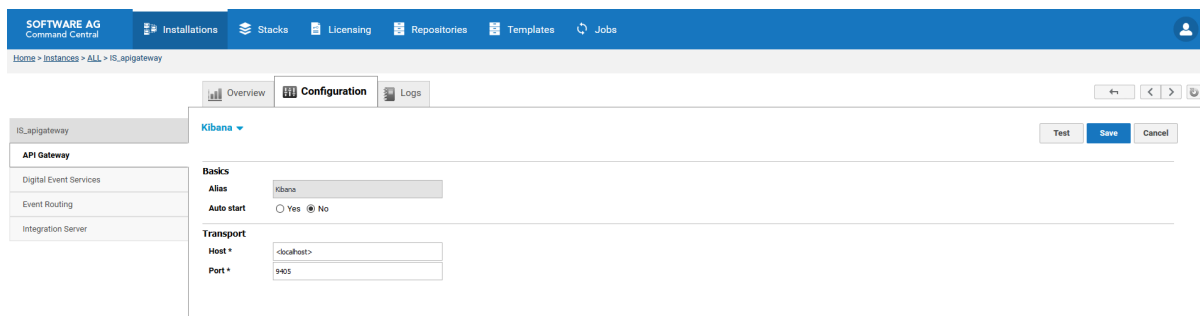 SOFTWARE AG
Command Central
Installations
Stacks
Licensing
Repositories
Templates
Jobs
Home > Instances > ALL > IS_apigateway
Overview
Configuration
Logs
IS_apigateway
API Gateway
Digital Event Services
Event Routing
Integration Server
Kibana
Test
Save
Cancel
Basics
Alias
Kibana
Auto start
Yes
No
Transport
Host *
<localhost>
Port *
9405